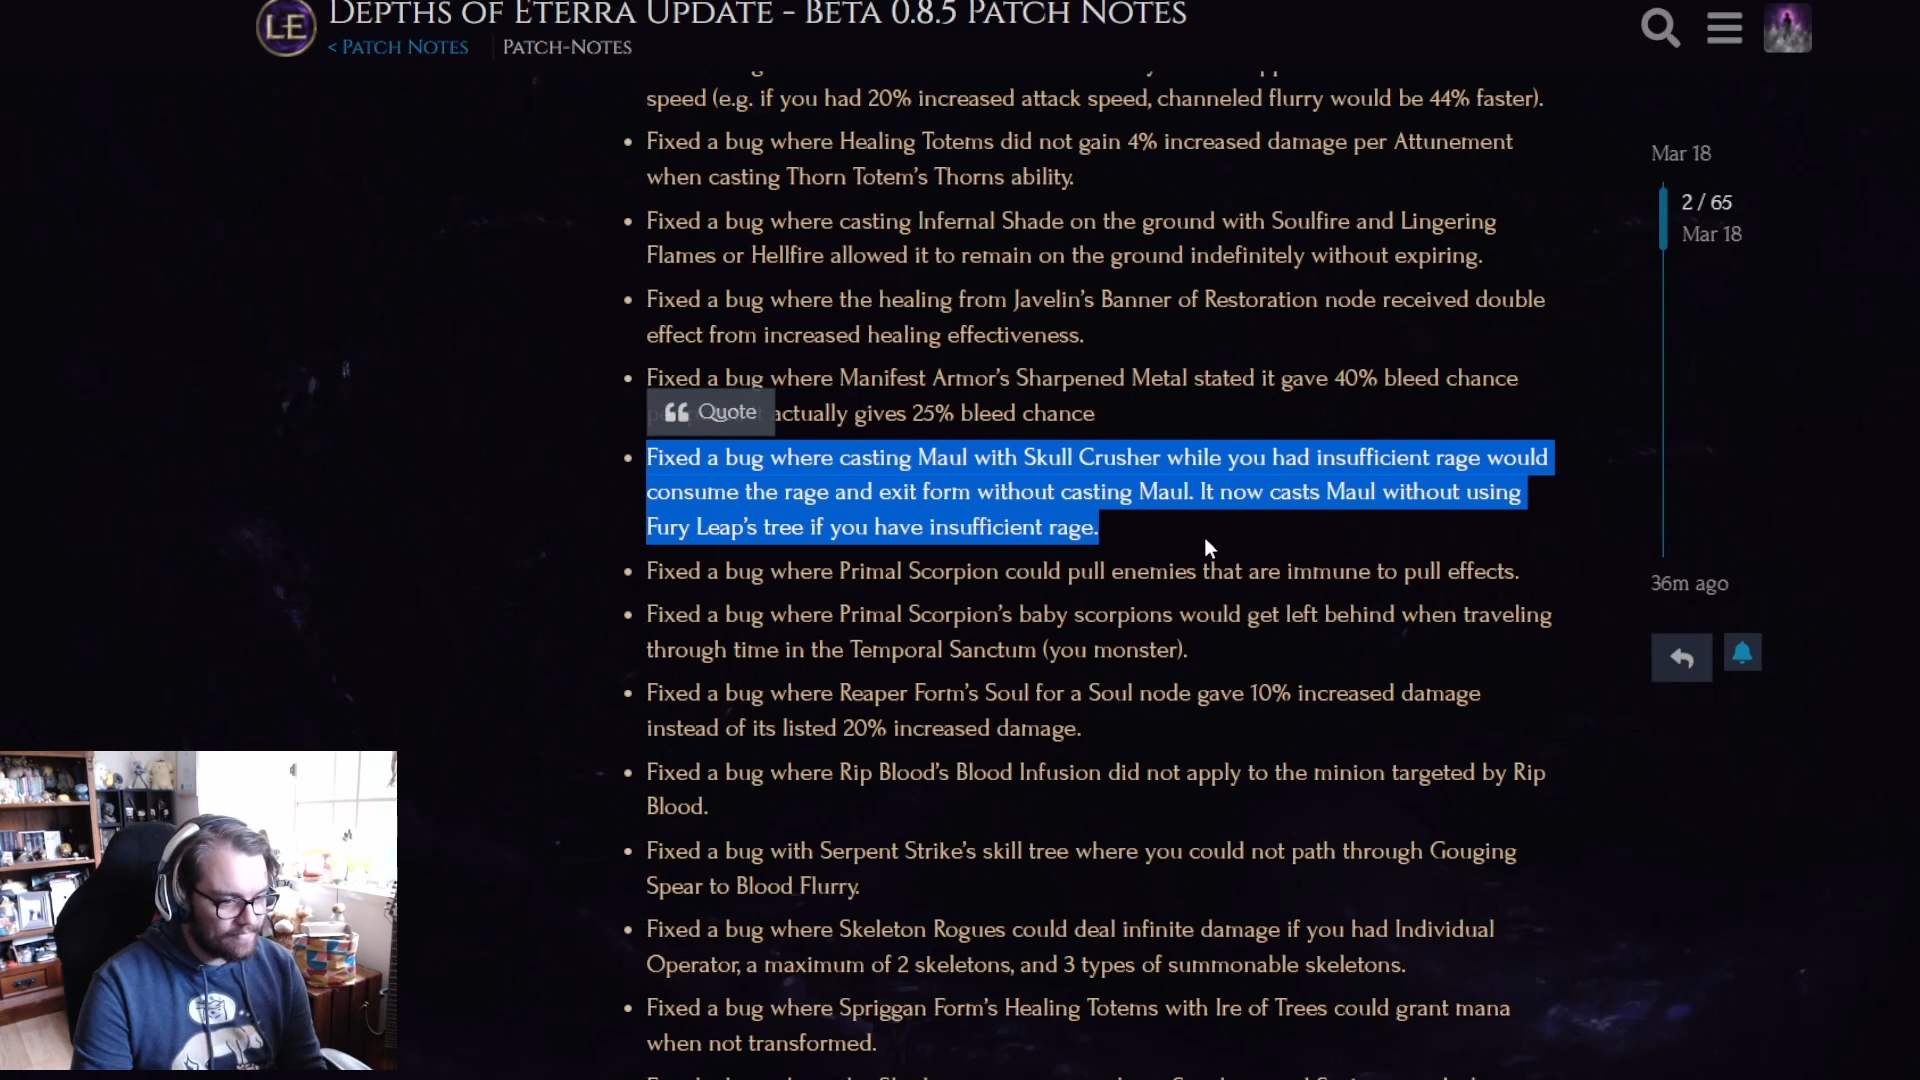 LE
Depths of Eterra Update - Beta 0.8.5 Patch Notes
< Patch Notes
Patch-Notes
speed (e.g. if you had 20% increased attack speed, channeled flurry would be 44% faster).
• Fixed a bug where Healing Totems did not gain 4% increased damage per Attunement
when casting Thorn Totem's Thorns ability.
• Fixed a bug where casting Infernal Shade on the ground with Soulfire and Lingering
Flames or Hellfire allowed it to remain on the ground indefinitely without expiring.
• Fixed a bug where the healing from Javelin's Banner of Restoration node received double
effect from increased healing effectiveness.
• Fixed a bug where Manifest Armor's Sharpened Metal stated it gave 40% bleed chance
Quote
actually gives 25% bleed chance
• Fixed a bug where casting Maul with Skull Crusher while you had insufficient rage would
consume the rage and exit form without casting Maul. It now casts Maul without using
Fury Leap's tree if you have insufficient rage.
• Fixed a bug where Primal Scorpion could pull enemies that are immune to pull effects.
• Fixed a bug where Primal Scorpion's baby scorpions would get left behind when traveling
through time in the Temporal Sanctum (you monster).
• Fixed a bug where Reaper Form's Soul for a Soul node gave 10% increased damage
instead of its listed 20% increased damage.
• Fixed a bug where Rip Blood's Blood Infusion did not apply to the minion targeted by Rip
Blood.
• Fixed a bug with Serpent Strike's skill tree where you could not path through Gouging
Spear to Blood Flurry.
• Fixed a bug where Skeleton Rogues could deal infinite damage if you had Individual
Operator, a maximum of 2 skeletons, and 3 types of summonable skeletons.
• Fixed a bug where Spriggan Form's Healing Totems with Ire of Trees could grant mana
when not transformed.
Mar 18
2 / 65
Mar 18
36m ago